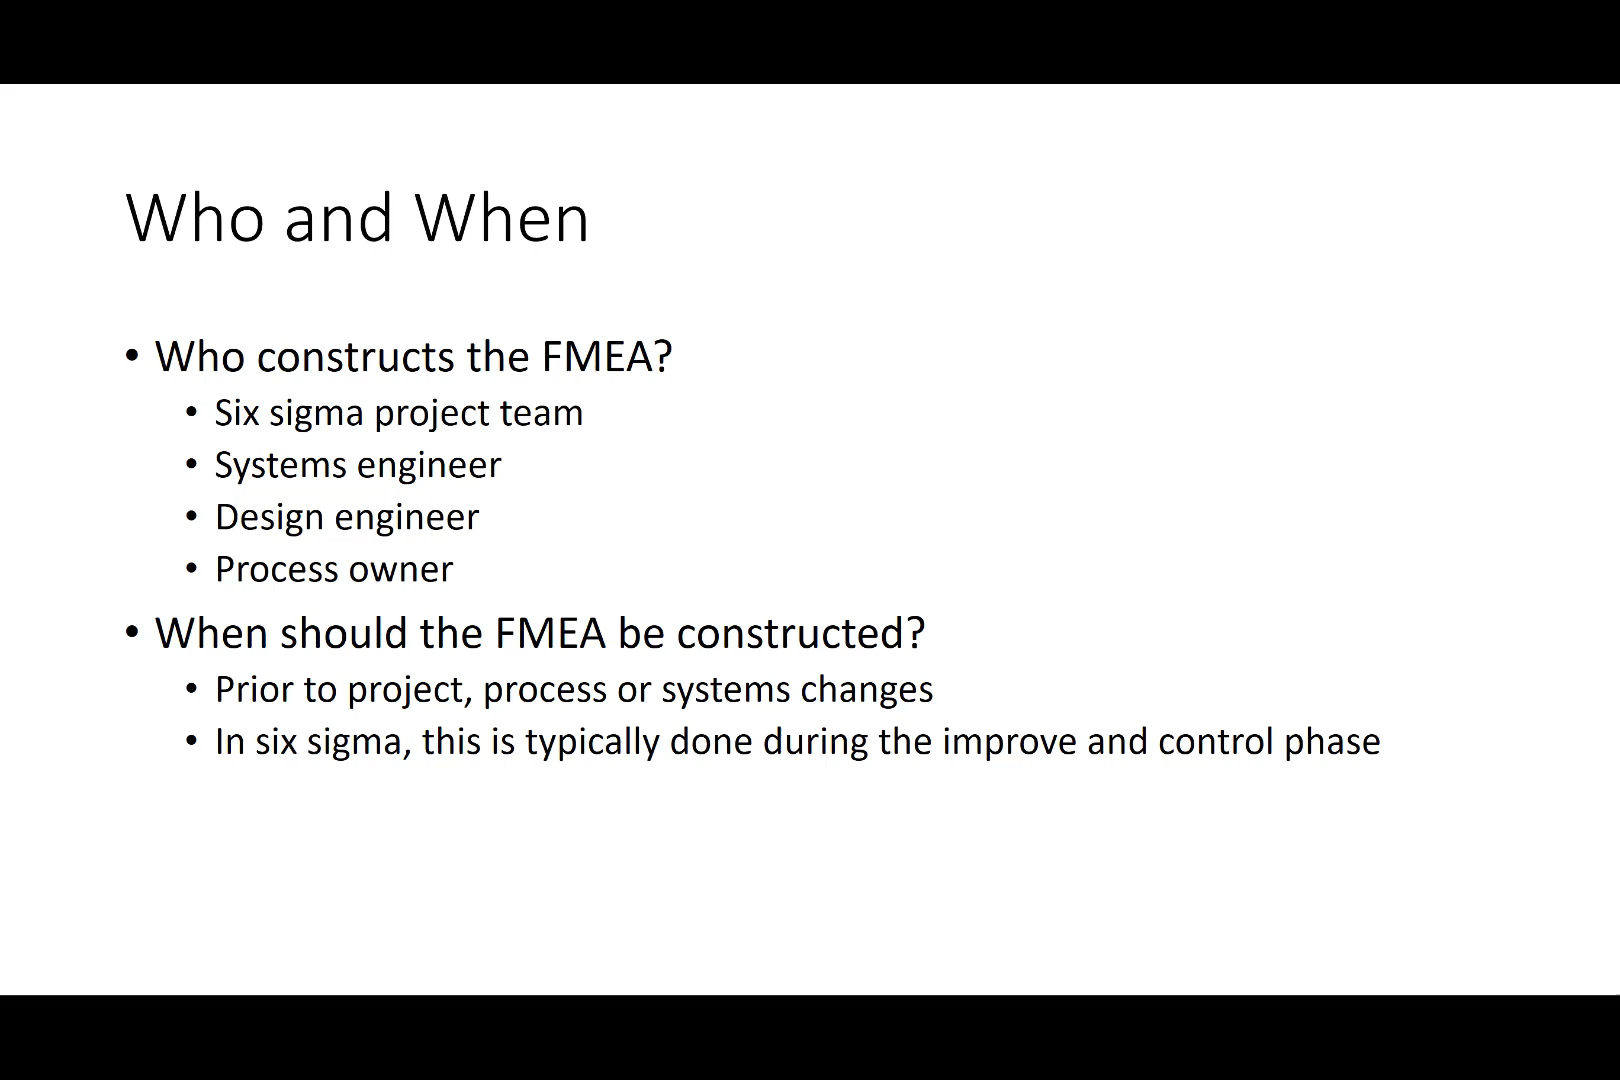 Who and When
• Who constructs the FMEA?
• Six sigma project team
• Systems engineer
• Design engineer
• Process owner
• When should the FMEA be constructed?
• Prior to project, process or systems changes
• In six sigma, this is typically done during the improve and control phase